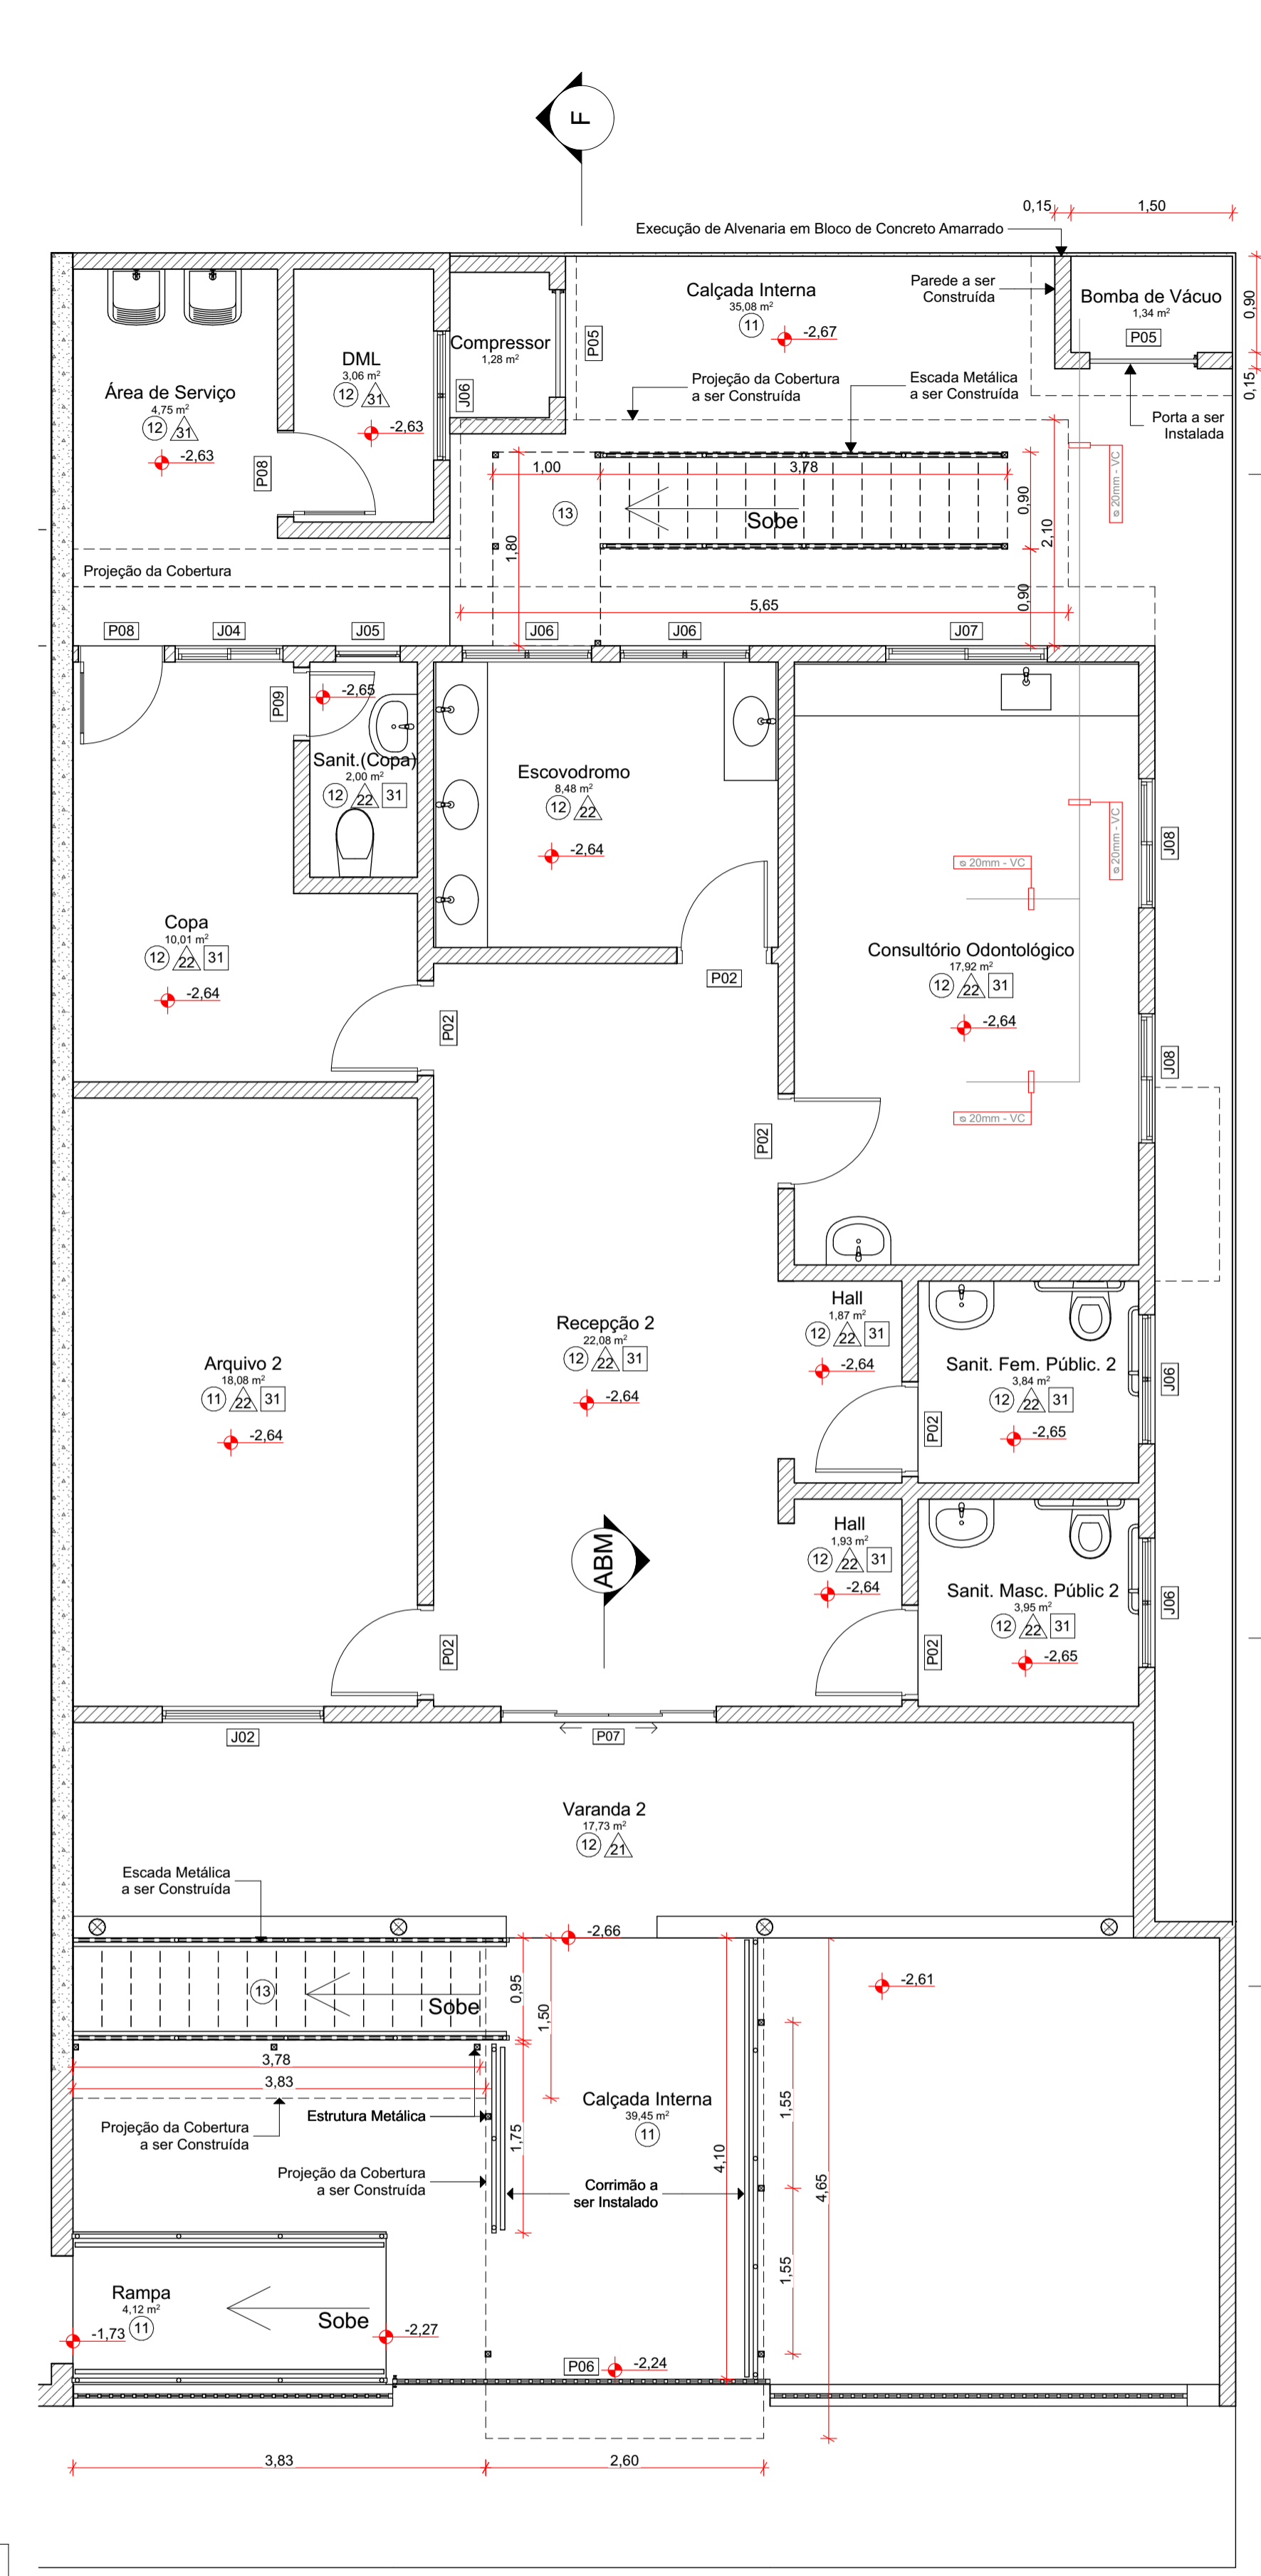 F
0,15
1,50
Execução de Alvenaria em Bloco de Concreto Amarrado
Calçada Interna
35,08 m²
11
-2,67
Parede a ser
Construída
Bomba de Vácuo
1,34 m²
P05
0,90
0,15
Compressor
1,28 m²
P05
J06
DML
3,06 m²
12
31
-2,63
Área de Serviço
4,75 m²
12
31
-2,63
P08
Projeção da Cobertura
a ser Construída
Escada Metálica
a ser Construída
Porta a ser
Instalada
⌀ 20mm - VC
1,00
3,78
13
Sobe
1,80
0,90
2,10
0,90
5,65
Projeção da Cobertura
P08
J04
J05
J06
J06
J07
P09
-2,65
Sanit.(Copa)
2,00 m²
12
22
31
Escovodromo
8,48 m²
12
22
-2,64
⌀ 20mm - VC
⌀ 20mm - VC
J08
Copa
10,01 m²
12
22
31
-2,64
Consultório Odontológico
17,92 m²
12
22
31
-2,64
P02
P02
J08
⌀ 20mm - VC
P02
Arquivo 2
18,08 m²
11
22
31
-2,64
Recepção 2
22,08 m²
12
22
31
-2,64
Hall
1,87 m²
12
22
31
-2,64
Sanit. Fem. Públic. 2
3,84 m²
12
22
31
-2,65
J06
P02
ABM
Hall
1,93 m²
12
22
31
-2,64
Sanit. Masc. Públic 2
3,95 m²
12
22
31
-2,65
J06
P02
P02
J02
P07
Varanda 2
17,73 m²
12
21
Escada Metálica
a ser Construída
-2,66
-2,61
13
Sobe
0,95
1,50
3,78
3,83
Estrutura Metálica
Projeção da Cobertura
a ser Construída
Projeção da Cobertura
a ser Construída
1,75
Calçada Interna
39,45 m²
11
Corrimão a
ser Instalado
4,10
1,55
4,65
1,55
Rampa
4,12 m²
11
Sobe
-1,73
-2,27
P06
-2,24
3,83
2,60